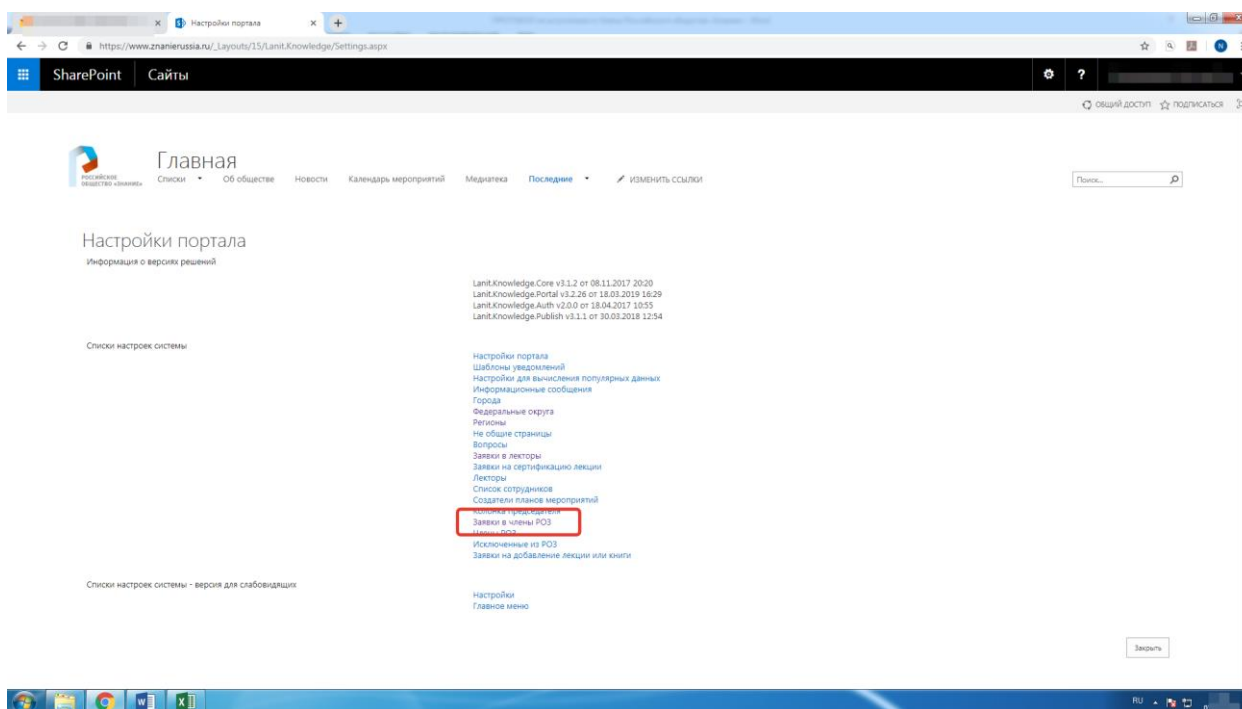 Настройки портала
https://www.znanierussia.ru/_Layouts/15/Lanit.Knowledge/Settings.aspx
N
SharePoint Сайты
?
ОБЩИЙ ДОСТУП ПОДПИСАТЬСЯ
Главная
РОССИЙСКОЕ
ОБЩЕСТВО «ЗНАНИЕ»
Списки Об обществе Новости Календарь мероприятий Медиатека Последние ИЗМЕНИТЬ ССЫЛКИ
Поиск...
Настройки портала
Информация о версиях решений
Lanit.Knowledge.Core v3.1.2 от 08.11.2017 20:20
Lanit.Knowledge.Portal v3.2.26 от 18.03.2019 16:29
Lanit.Knowledge.Auth v2.0.0 от 18.04.2017 10:55
Lanit.Knowledge.Publish v3.1.1 от 30.03.2018 12:54
Списки настроек системы
Настройки портала
Шаблоны уведомлений
Настройки для вычисления популярных данных
Информационные сообщения
Города
Федеральные округа
Регионы
Не общие страницы
Вопросы
Заявки в лекторы
Заявки на сертификацию лекции
Лекторы
Список сотрудников
Создатели планов мероприятий
Колонка Председателя
Заявки в члены РОЗ
Члены РОЗ
Исключенные из РОЗ
Заявки на добавление лекции или книги
Списки настроек системы - версия для слабовидящих
Настройки
Главное меню
Закрыть
RU